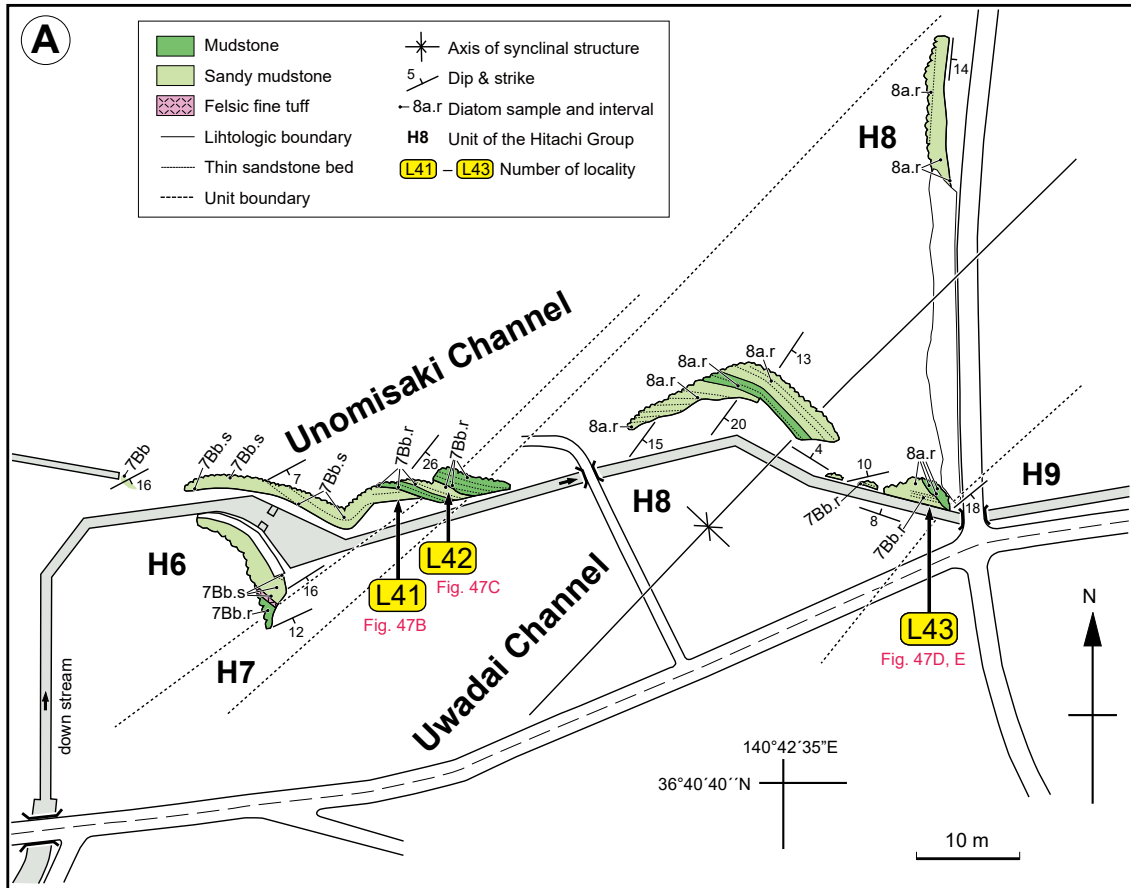 A
Mudstone
Sandy mudstone
Felsic fine tuff
Lihtologic boundary
Thin sandstone bed
Unit boundary
Axis of synclinal structure
5
Dip & strike
8a.r
Diatom sample and interval
H8
Unit of the Hitachi Group
L41 – L43 Number of locality
14
8a.r
H8
8a.r
Unomisaki Channel
8a.r
8a.r
13
8a.r
8a.r
20
15
4
10
8a.r
7Bb.r
8
7Bb.r
18
H9
7Bb
16
7Bb.s
7Bb.s
7
7Bb.s
7Bb.r
26
7Bb.r
H8
H6
7Bb.s
7Bb.r
16
12
L41
Fig. 47B
L42
Fig. 47C
L43
Fig. 47D, E
H7
Uwadai Channel
down stream
N
140°42´35”E
36°40´40´´N
10 m